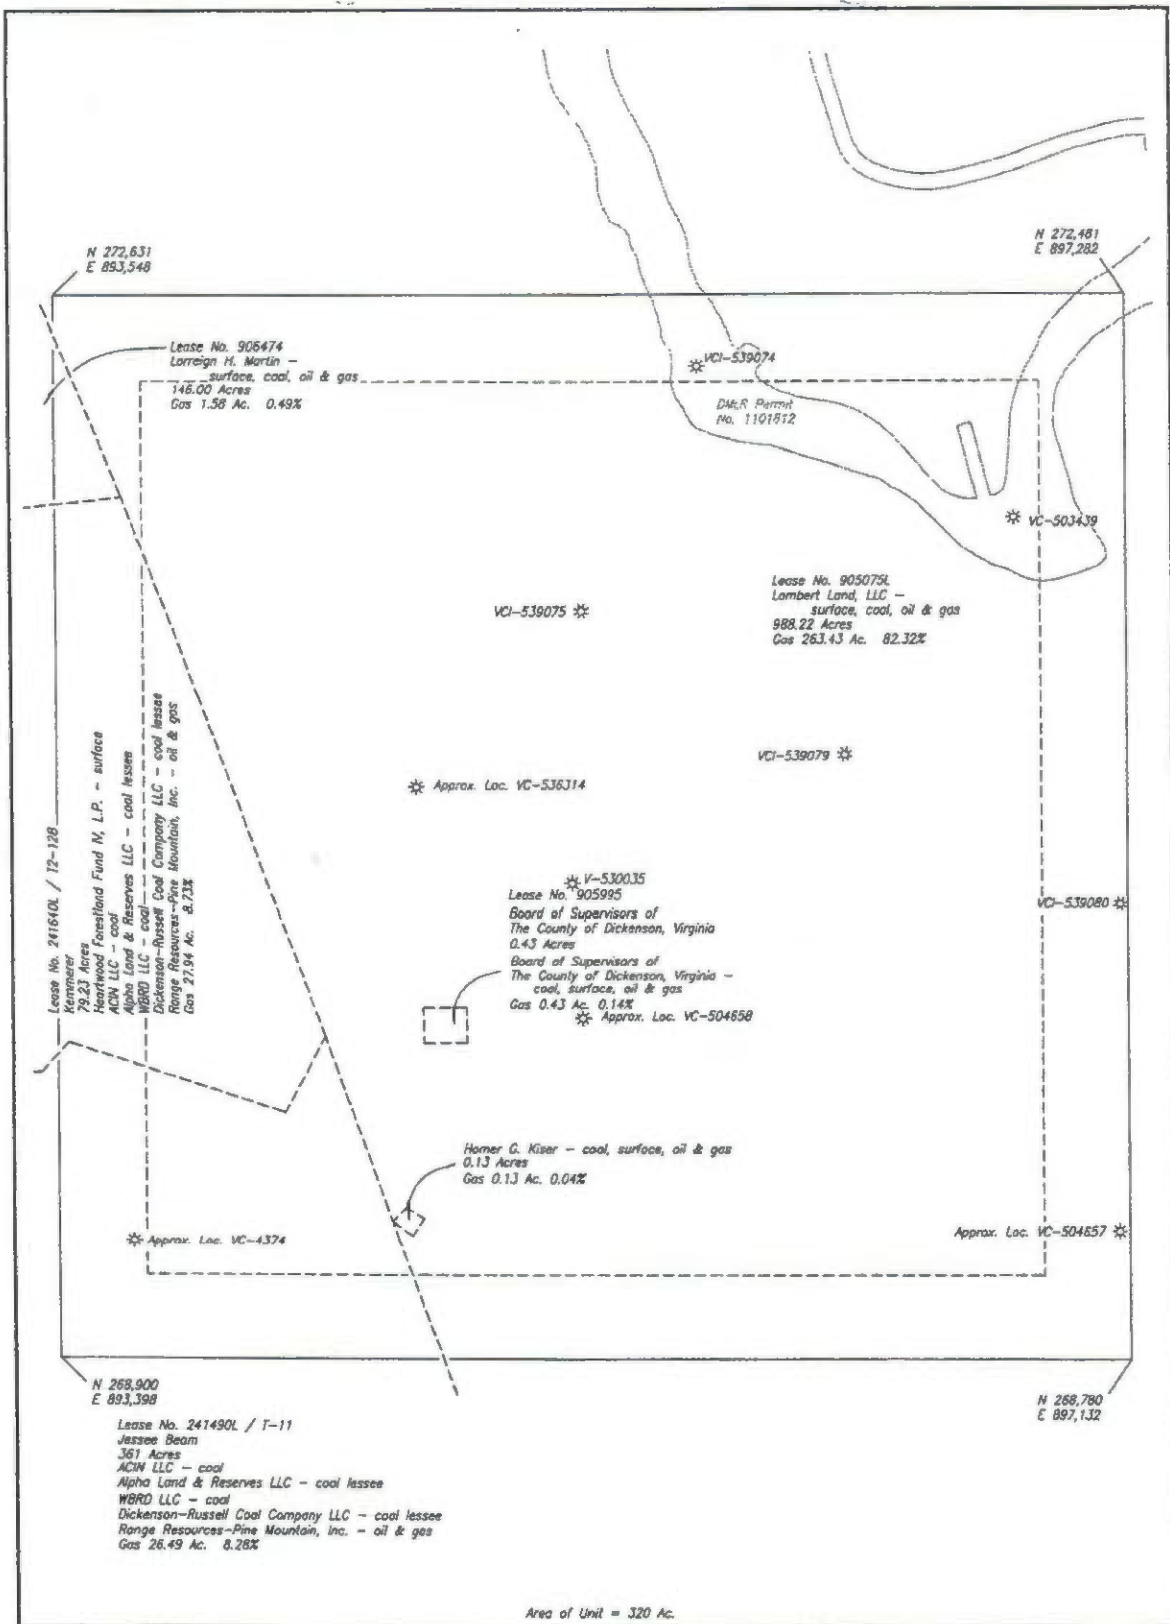 N 272,631
E 893,548
N 272,481
E 897,282
Lease No. 906474
Lorreign H. Martin –
surface, coal, oil & gas
146.00 Acres
Gas 1.58 Ac. 0.49%
VCI-539074
DMLR Permit
No. 1101812
VC-503439
Lease No. 905075L
Lambert Land, LLC –
surface, coal, oil & gas
988.22 Acres
Gas 263.43 Ac. 82.32%
VCI-539075
VCI-539079
Approx. Loc. VC-536314
Lease No. 241640L / T2-128
Kemmerer
79.23 Acres
Heartwood Forestland Fund IV, L.P. – surface
ACIN LLC – coal
Alpha Land & Reserves LLC – coal lessee
WBRD LLC – coal
Dickenson-Russell Coal Company LLC – coal lessee
Range Resources-Pine Mountain, Inc. – oil & gas
Gas 27.94 Ac. 8.73%
V-530035
Lease No. 905995
Board of Supervisors of
The County of Dickenson, Virginia
0.43 Acres
Board of Supervisors of
The County of Dickenson, Virginia –
coal, surface, oil & gas
Gas 0.43 Ac. 0.14%
VCI-539080
Approx. Loc. VC-504658
Homer G. Kiser – coal, surface, oil & gas
0.13 Acres
Gas 0.13 Ac. 0.04%
Approx. Loc. VC-4374
Approx. Loc. VC-504657
N 268,900
E 893,398
N 268,780
E 897,132
Lease No. 241490L / T-11
Jessee Beam
361 Acres
ACIN LLC – coal
Alpha Land & Reserves LLC – coal lessee
WBRD LLC – coal
Dickenson-Russell Coal Company LLC – coal lessee
Range Resources-Pine Mountain, Inc. – oil & gas
Gas 26.49 Ac. 8.28%
Area of Unit = 320 Ac.